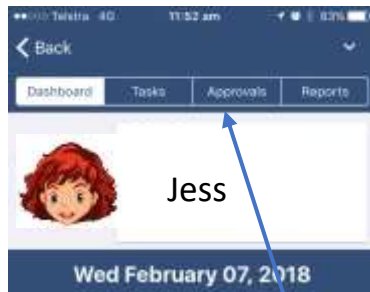 Telstra 4G 11:52 am 83%
Back
Dashboard Tasks Approvals Reports
Jess
Wed February 07, 2018